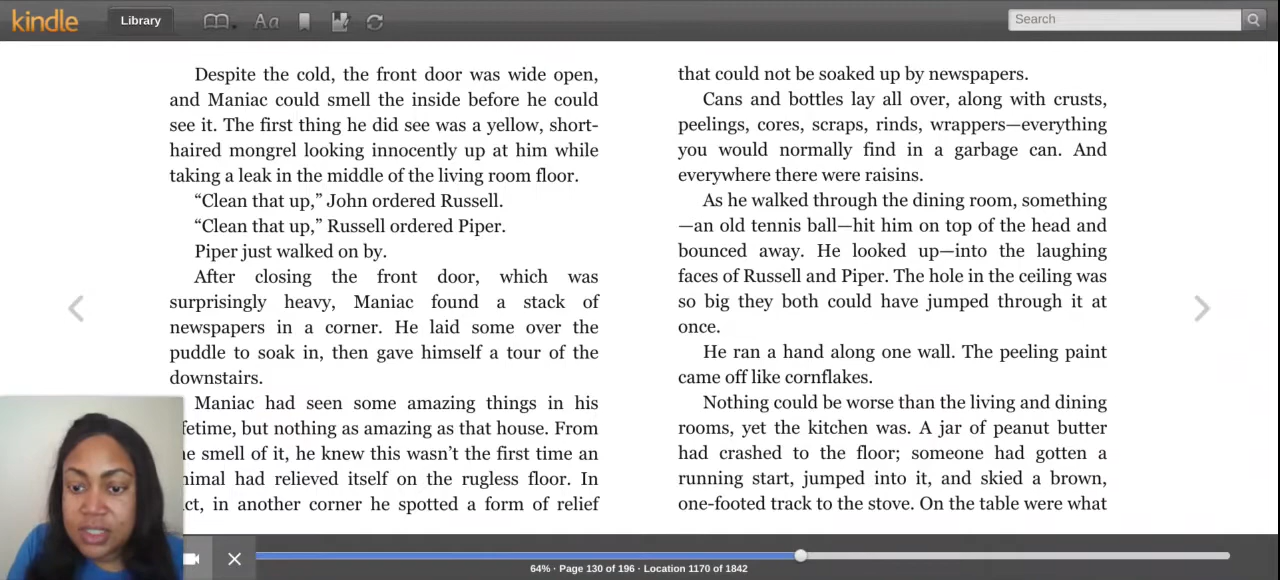 kindle
Library
Aa
Search
Despite the cold, the front door was wide open,
and Maniac could smell the inside before he could
see it. The first thing he did see was a yellow, short-
haired mongrel looking innocently up at him while
taking a leak in the middle of the living room floor.
“Clean that up,” John ordered Russell.
“Clean that up,” Russell ordered Piper.
Piper just walked on by.
After closing the front door, which was
surprisingly heavy, Maniac found a stack of
newspapers in a corner. He laid some over the
puddle to soak in, then gave himself a tour of the
downstairs.
Maniac had seen some amazing things in his
fetime, but nothing as amazing as that house. From
e smell of it, he knew this wasn’t the first time an
nimal had relieved itself on the rugless floor. In
ct, in another corner he spotted a form of relief
that could not be soaked up by newspapers.
Cans and bottles lay all over, along with crusts,
peelings, cores, scraps, rinds, wrappers—everything
you would normally find in a garbage can. And
everywhere there were raisins.
As he walked through the dining room, something
—an old tennis ball—hit him on top of the head and
bounced away. He looked up—into the laughing
faces of Russell and Piper. The hole in the ceiling was
so big they both could have jumped through it at
once.
He ran a hand along one wall. The peeling paint
came off like cornflakes.
Nothing could be worse than the living and dining
rooms, yet the kitchen was. A jar of peanut butter
had crashed to the floor; someone had gotten a
running start, jumped into it, and skied a brown,
one-footed track to the stove. On the table were what
64% · Page 130 of 196 · Location 1170 of 1842